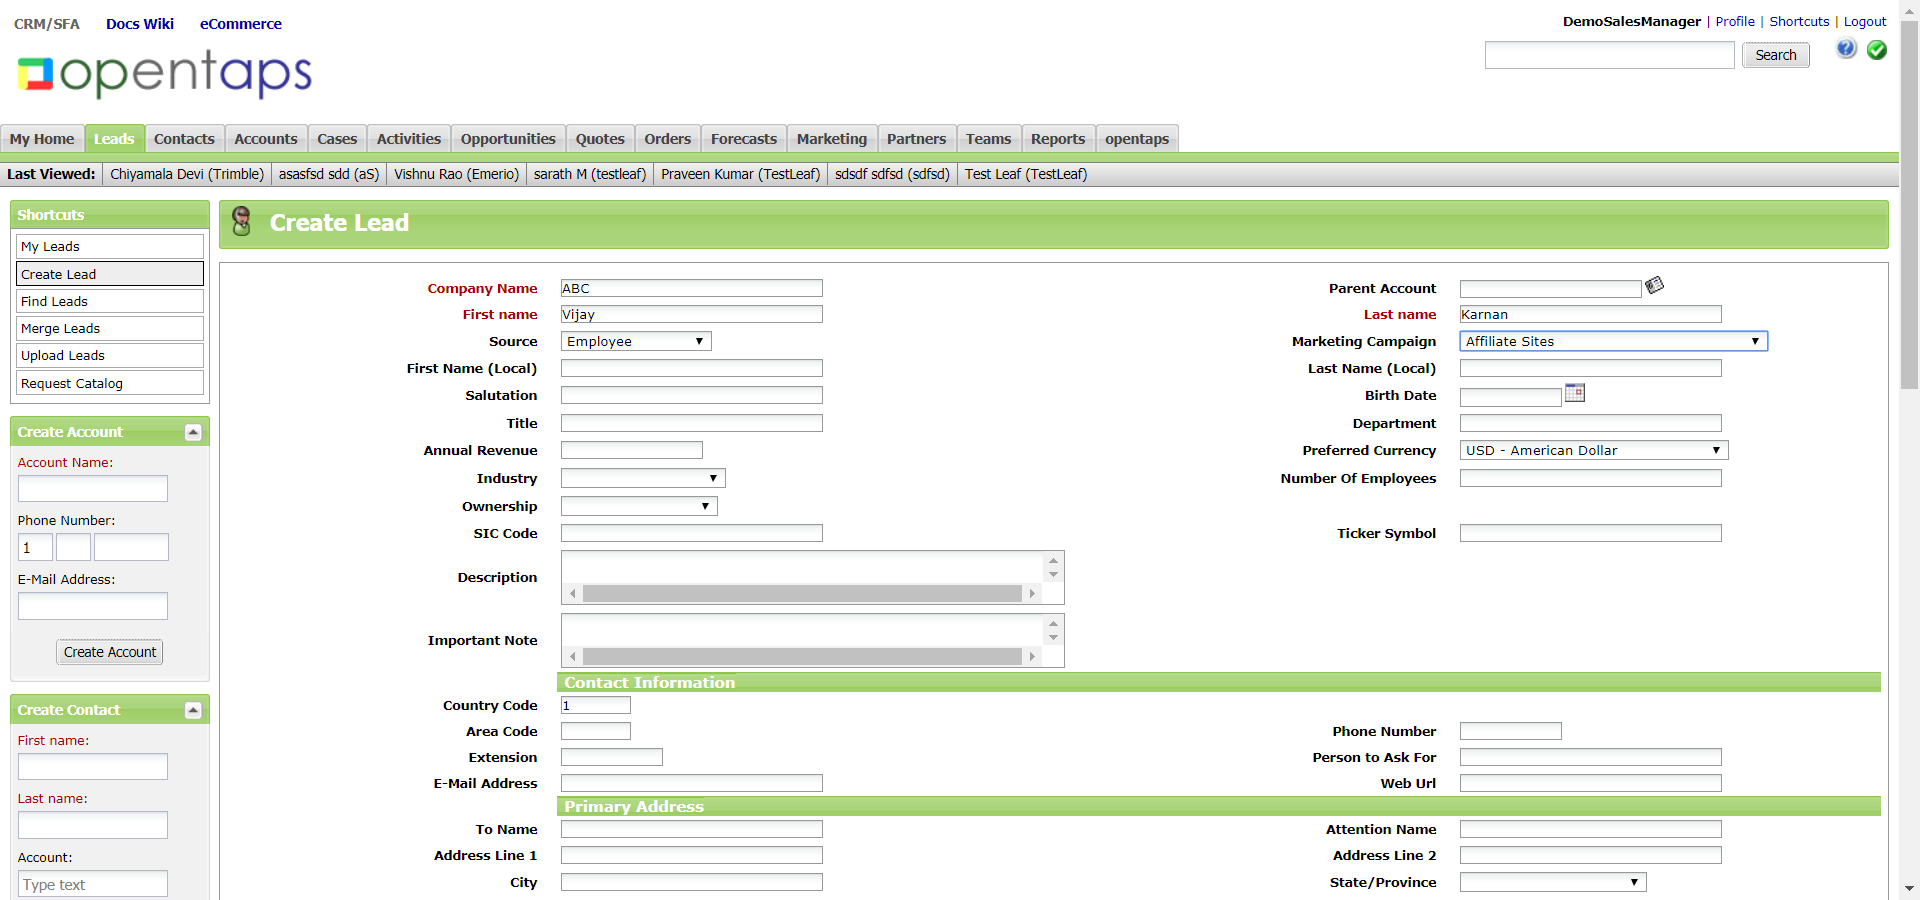 CRM/SFA Docs Wiki eCommerce
DemoSalesManager | Profile | Shortcuts | Logout
opentaps
Search
My Home Leads Contacts Accounts Cases Activities Opportunities Quotes Orders Forecasts Marketing Partners Teams Reports opentaps
Last Viewed: Chiyamala Devi (Trimble) asasfsd sdd (aS) Vishnu Rao (Emerio) sarath M (testleaf) Praveen Kumar (TestLeaf) sdsdf sdfsd (sdfsd) Test Leaf (TestLeaf)
Shortcuts
My Leads
Create Lead
Find Leads
Merge Leads
Upload Leads
Request Catalog
Create Account
Account Name:
Phone Number:
1
E-Mail Address:
Create Account
Create Contact
First name:
Last name:
Account:
Type text
Create Lead
Company Name ABC Parent Account
First name Vijay Last name Karnan
Source Employee Marketing Campaign Affiliate Sites
First Name (Local) Last Name (Local)
Salutation Birth Date
Title Department
Annual Revenue Preferred Currency USD - American Dollar
Industry Number Of Employees
Ownership
SIC Code Ticker Symbol
Description
Important Note
Contact Information
Country Code 1
Area Code Phone Number
Extension Person to Ask For
E-Mail Address Web Url
Primary Address
To Name Attention Name
Address Line 1 Address Line 2
City State/Province